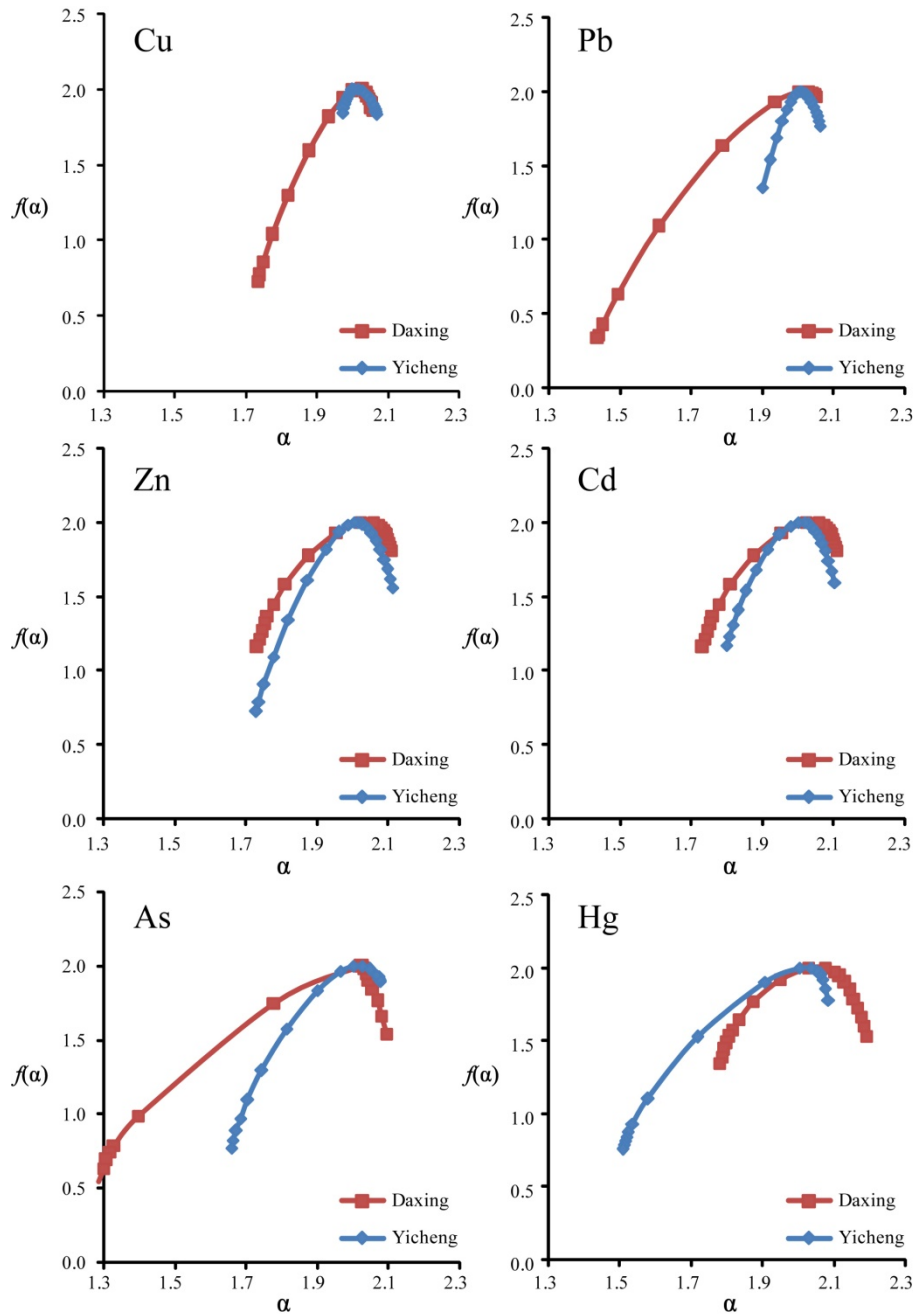 Cu
2.5
2.0
1.5
f(α)
1.0
0.5
0.0
Daxing
Yicheng
1.3 1.5 1.7 1.9 2.1 2.3
α
Pb
2.5
2.0
1.5
f(α)
1.0
0.5
0.0
Daxing
Yicheng
1.3 1.5 1.7 1.9 2.1 2.3
α
Zn
2.5
2.0
1.5
f(α)
1.0
0.5
0.0
Daxing
Yicheng
1.3 1.5 1.7 1.9 2.1 2.3
α
Cd
2.5
2.0
1.5
f(α)
1.0
0.5
0.0
Daxing
Yicheng
1.3 1.5 1.7 1.9 2.1 2.3
α
As
2.5
2.0
1.5
f(α)
1.0
0.5
0.0
Daxing
Yicheng
1.3 1.5 1.7 1.9 2.1 2.3
α
Hg
2.5
2.0
1.5
f(α)
1.0
0.5
0.0
Daxing
Yicheng
1.3 1.5 1.7 1.9 2.1 2.3
α